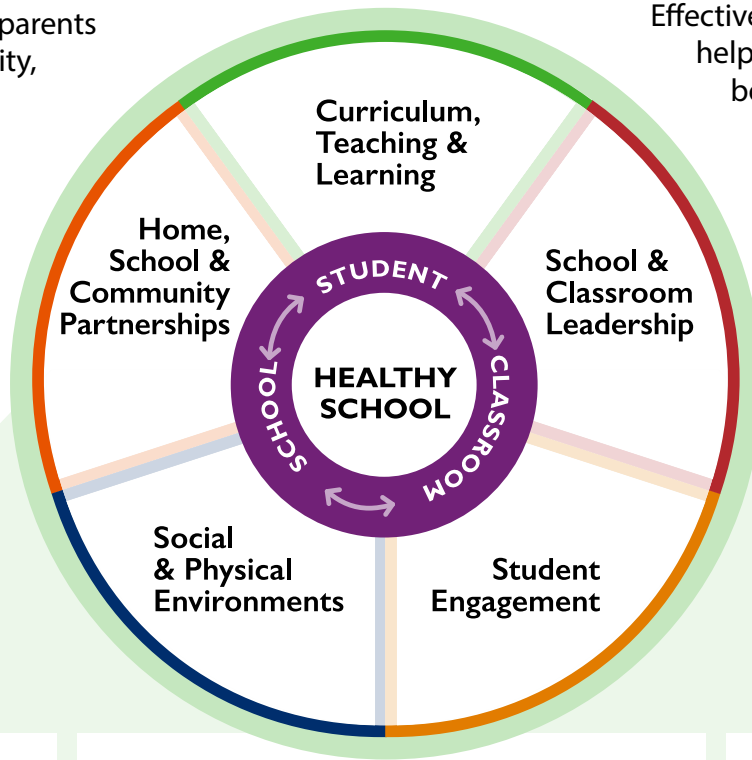 parents
ity,
Effective
help
be
Curriculum,
Teaching &
Learning
Home,
School &
Community
Partnerships
School &
Classroom
Leadership
STUDENT
CLASSROOM
SCHOOL
HEALTHY
SCHOOL
Social
& Physical
Environments
Student
Engagement